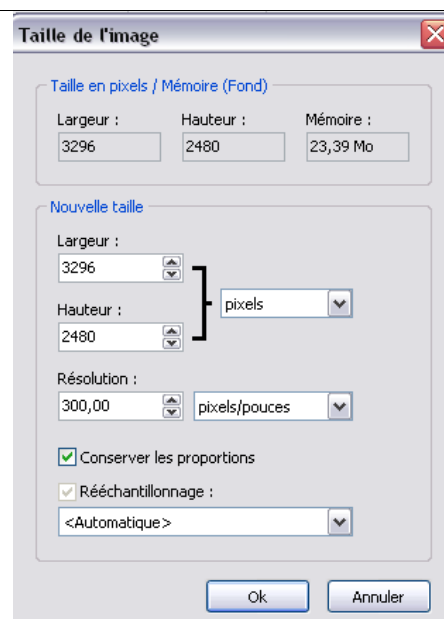 Taille de l'image
Taille en pixels / Mémoire (Fond)
Largeur : Hauteur : Mémoire :
3296 2480 23,39 Mo
Nouvelle taille
Largeur :
3296
pixels
Hauteur :
2480
Résolution :
300,00 pixels/pouces
Conserver les proportions
Rééchantillonnage :
<Automatique>
Ok Annuler